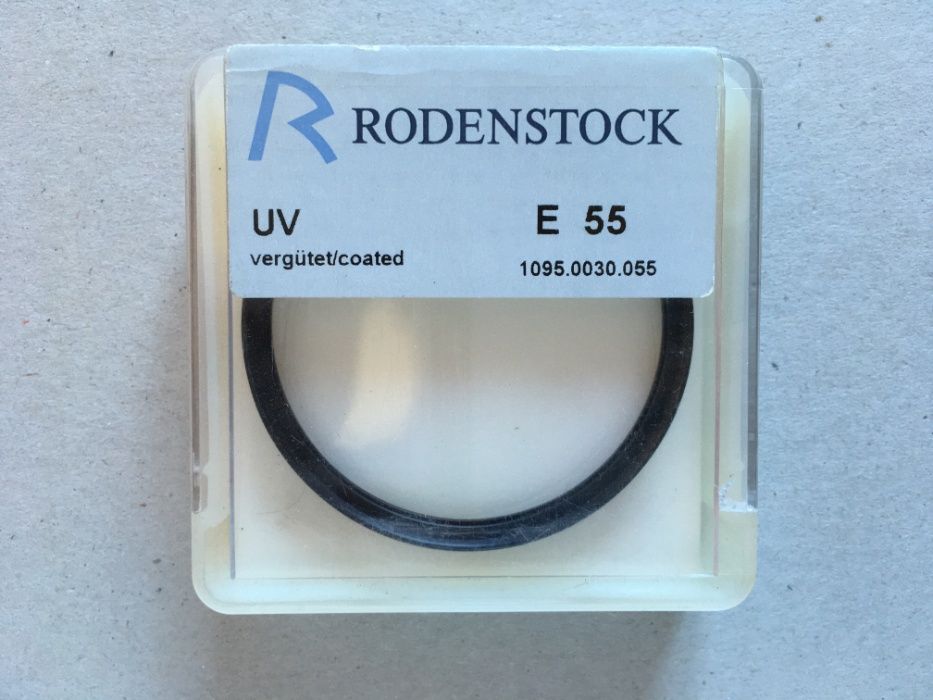 R RODENSTOCK
UV
E 55
vergütet/coated
1095.0030.055